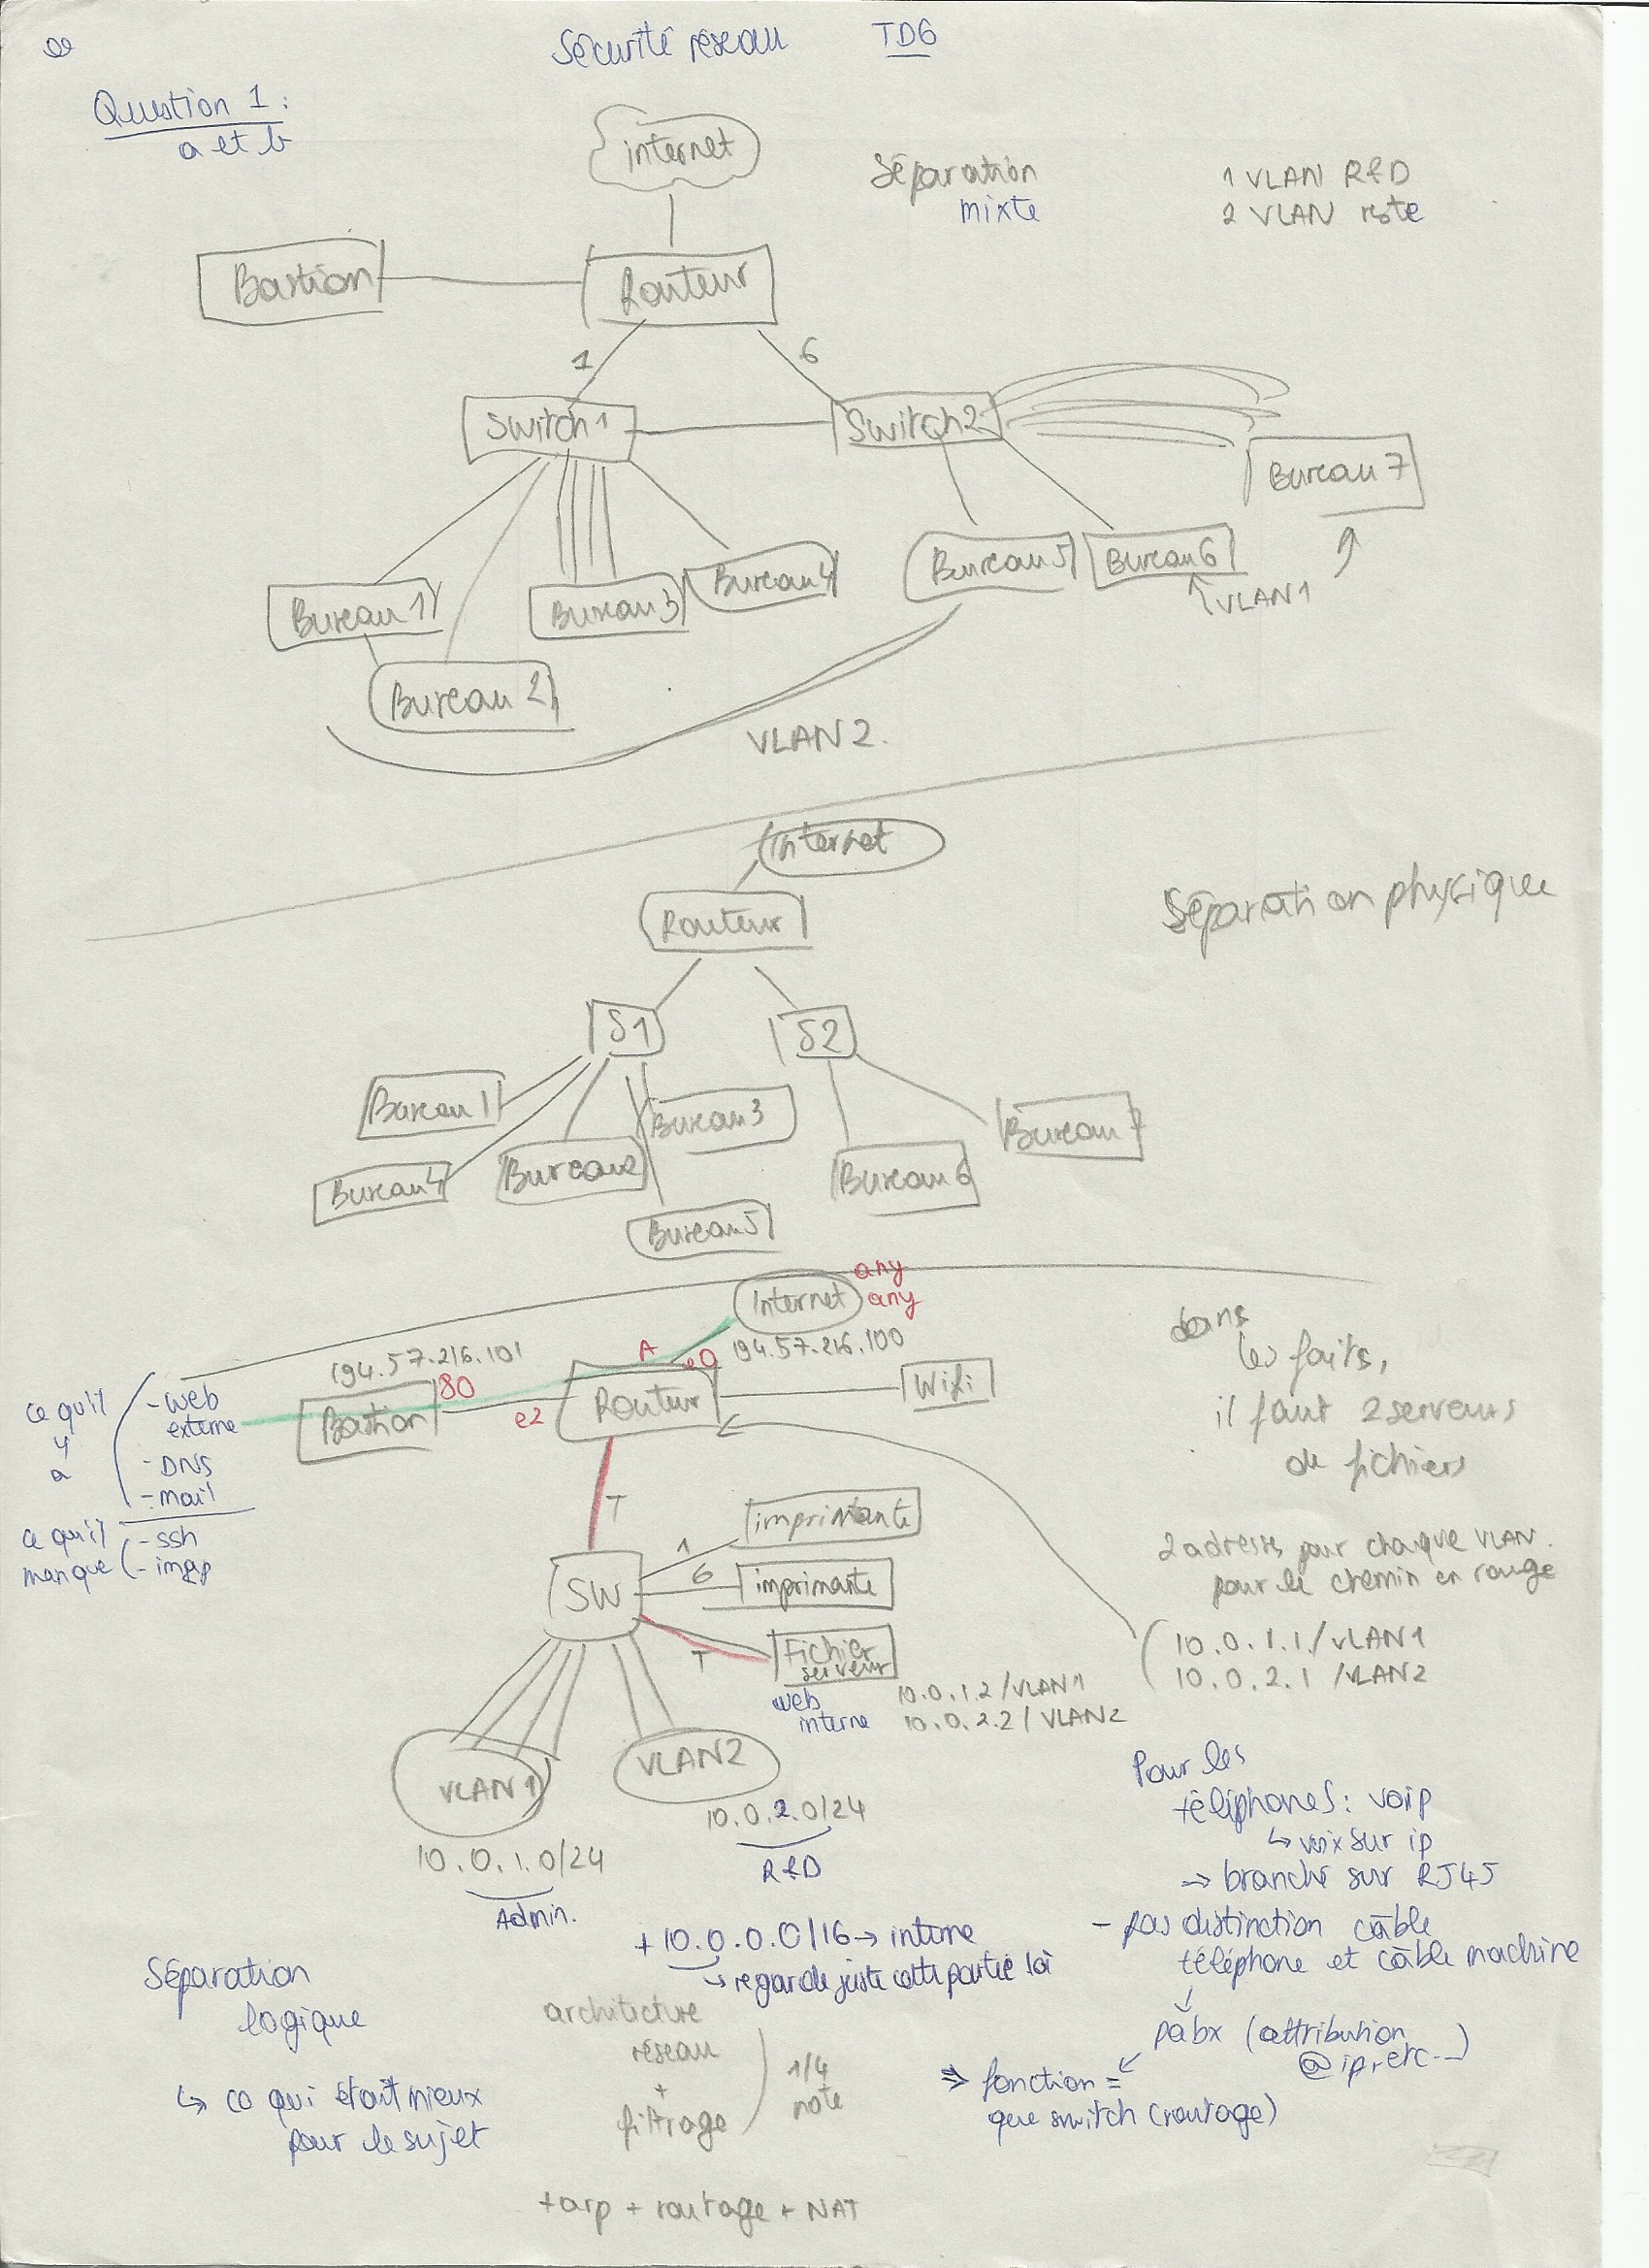 Sécurité réseau TD6
Question 1 :
a et b
internet
Séparation
mixte
1 VLAN R&D
2 VLAN reste
Bastion
Routeur
1
6
Switch1
Switch2
Bureau 7
Bureau 1
Bureau 2
Bureau 3
Bureau 4
Bureau 5
Bureau 6
VLAN1
VLAN 2.
Internet
Routeur
Séparation physique
S1
S2
Bureau 1
Bureau 3
Bureau 7
Bureau 4
Bureau 2
Bureau 6
Bureau 5
any
any
Internet
194.57.216.101
A
e0
194.57.216.100
80
e2
Bastion
Routeur
Wifi
ce qu'il
y
a
- web
externe
- DNS
- mail
ce qu'il
manque
- ssh
- imap
dans
les faits,
il faut 2 serveurs
de fichiers
T
SW
1
6
imprimante
imprimante
T
Fichier
serveur
web
interne
10.0.1.2 / VLAN1
10.0.2.2 / VLAN2
2 adresses pour chaque VLAN.
pour le chemin en rouge
10.0.1.1 / VLAN1
10.0.2.1 / VLAN2
VLAN 1
VLAN2
10.0.1.0/24
Admin.
10.0.2.0/24
R&D
+ 10.0.0.0/16 → interne
↳ regarde juste cette partie là
Pour les
téléphones : voip
↳ voix sur ip
→ branché sur RJ45
- pas distinction câble
téléphone et câble machine
pabx (attribution
@ip, etc...)
⇒ fonction =
que switch (routage)
Séparation
logique
↳ ce qui était mieux
pour le sujet
architecture
réseau
+
filtrage
1/4
note
+ arp + routage + NAT